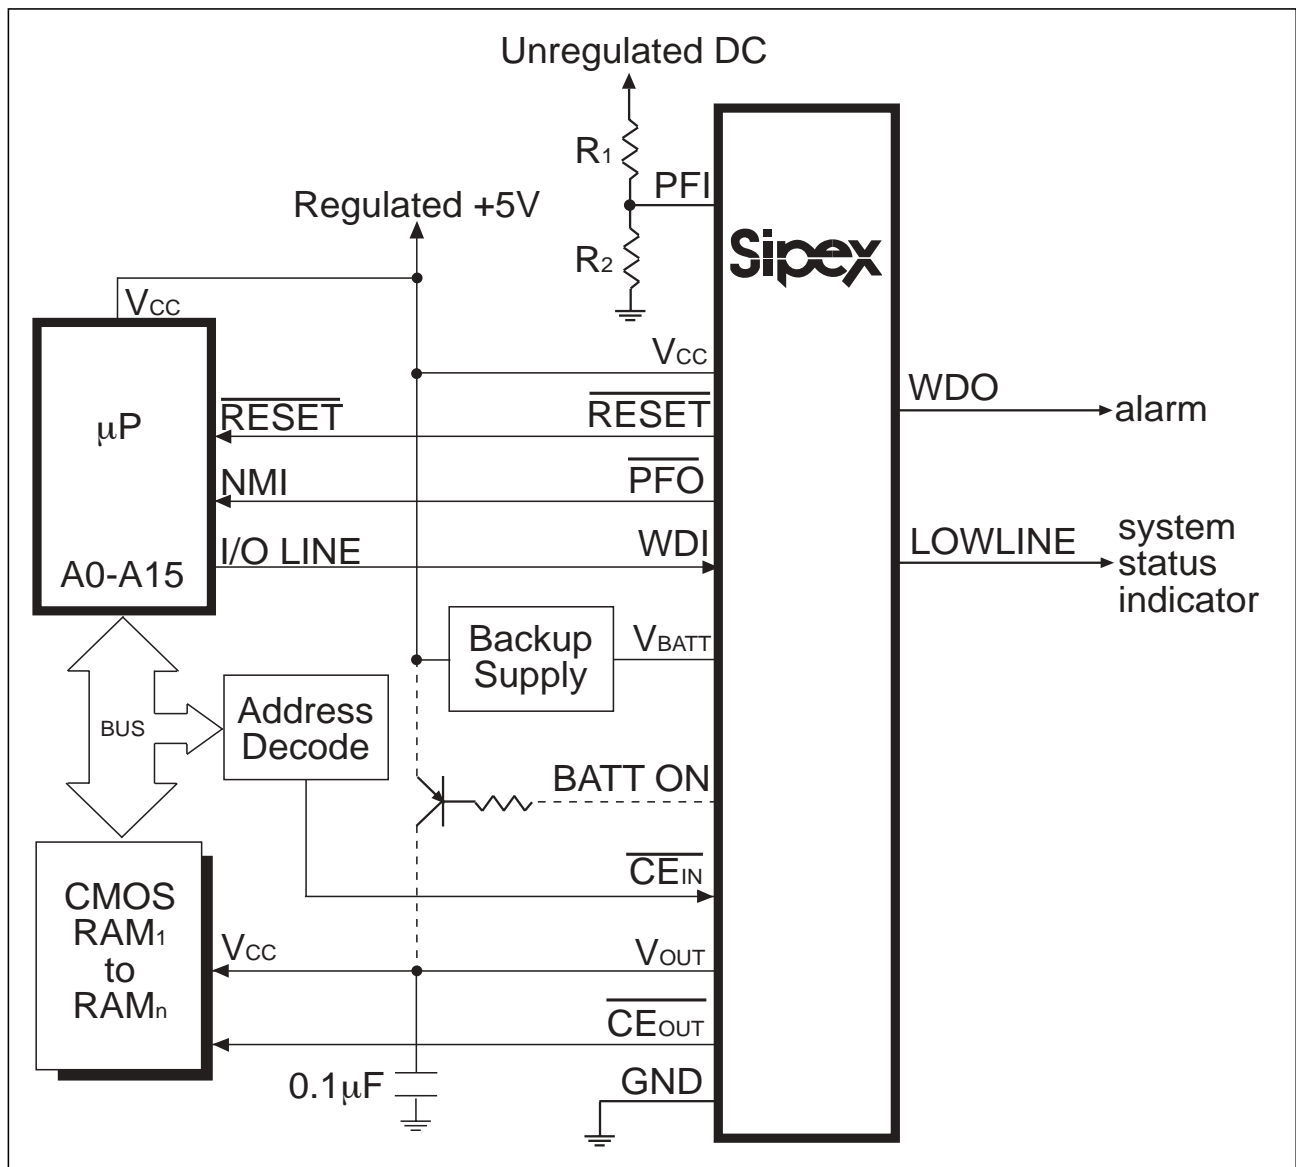 Unregulated DC
R1
PFI
Regulated +5V
R2
Sipex
VCC
VCC
WDO
alarm
μP
RESET
RESET
NMI
PFO
I/O LINE
WDI
LOWLINE
system
status
indicator
A0-A15
Backup
Supply
VBATT
BUS
Address
Decode
BATT ON
CEIN
CMOS
RAM1
to
RAMn
VCC
VOUT
CEOUT
0.1μF
GND